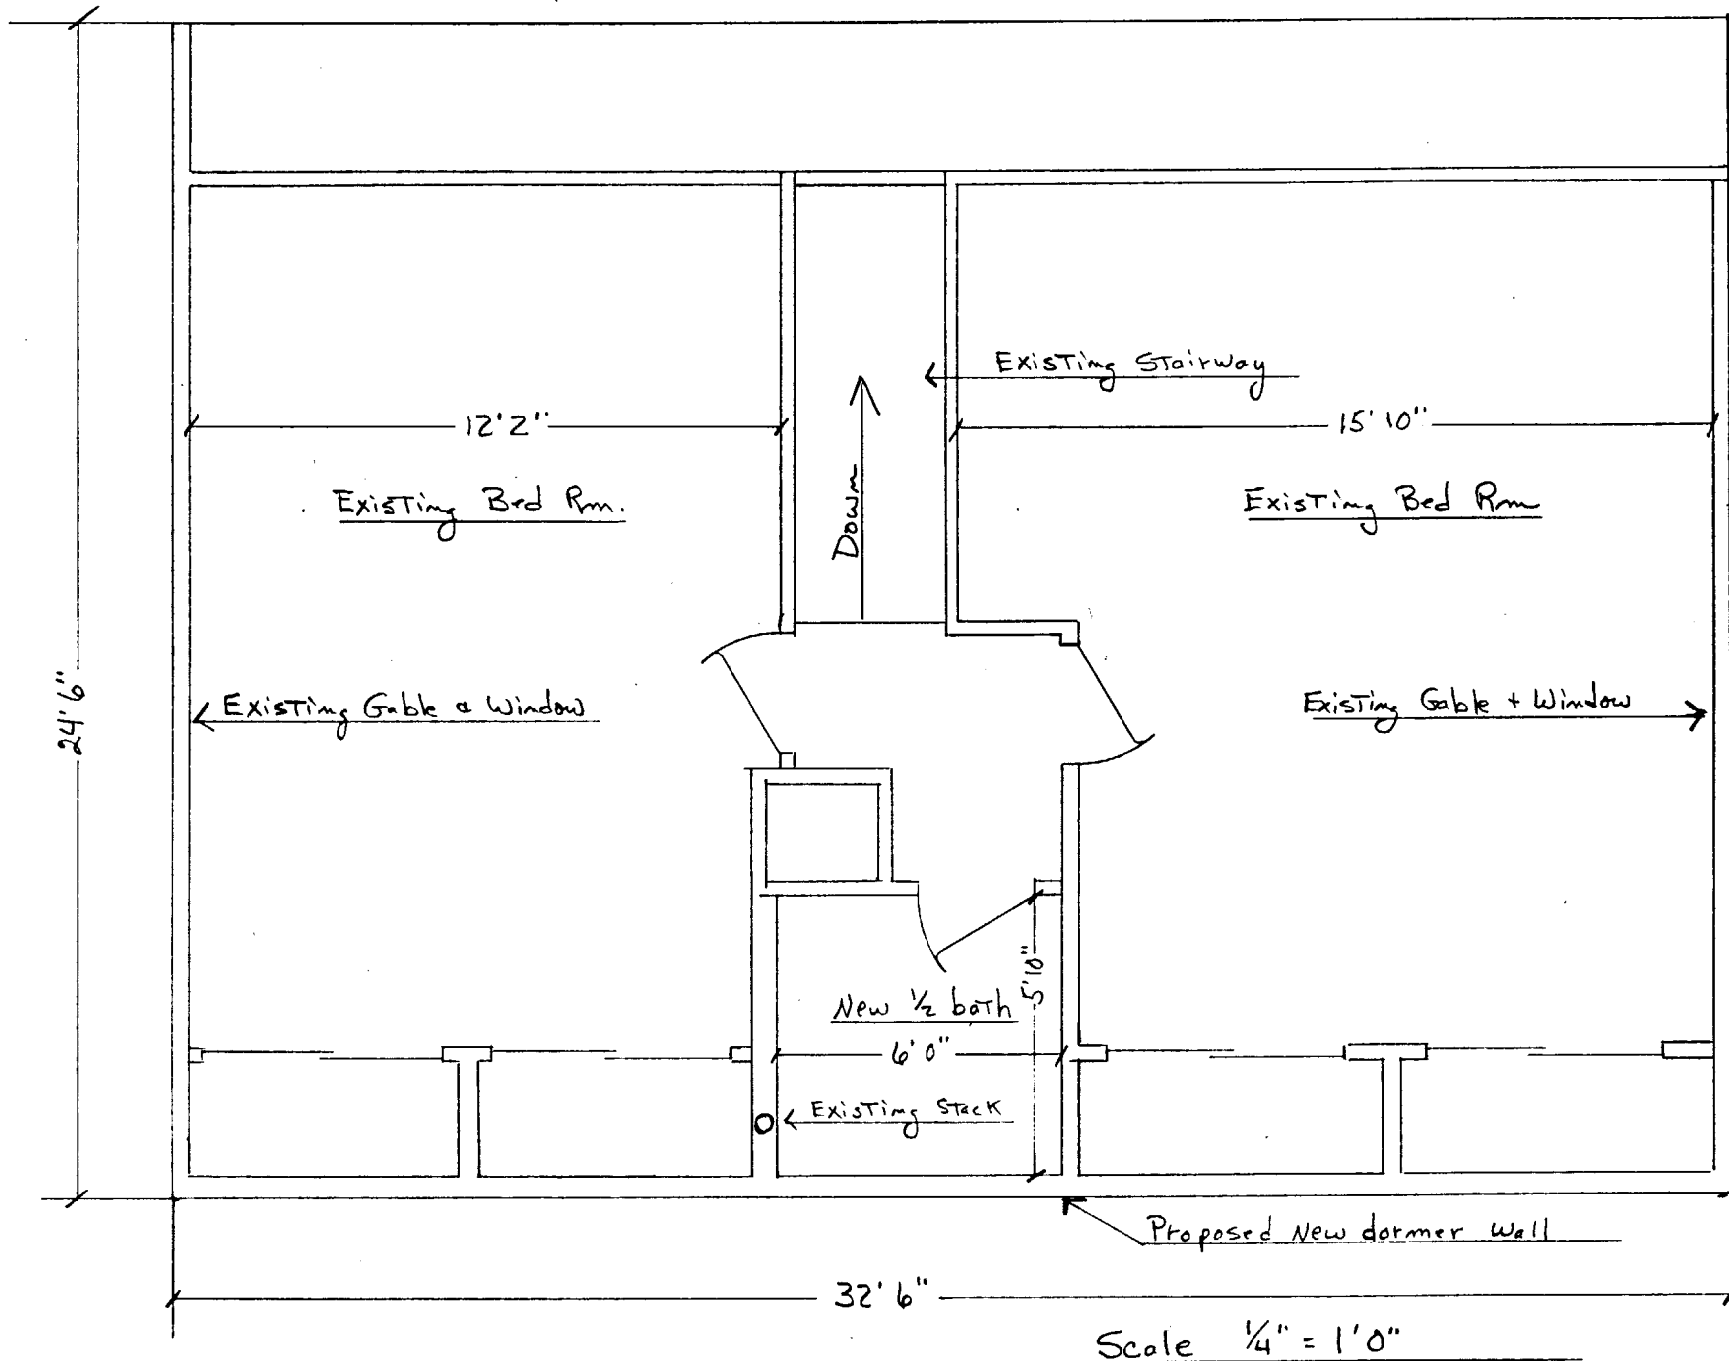 Existing Stairway
12'2"
15'10"
Existing Bed Rm.
Existing Bed Rm
Down
24'6"
Existing Gable & Window
Existing Gable + Window
New 1/2 bath
5'10"
6'0"
Existing Stack
Proposed New dormer Wall
32'6"
Scale 1/4" = 1'0"